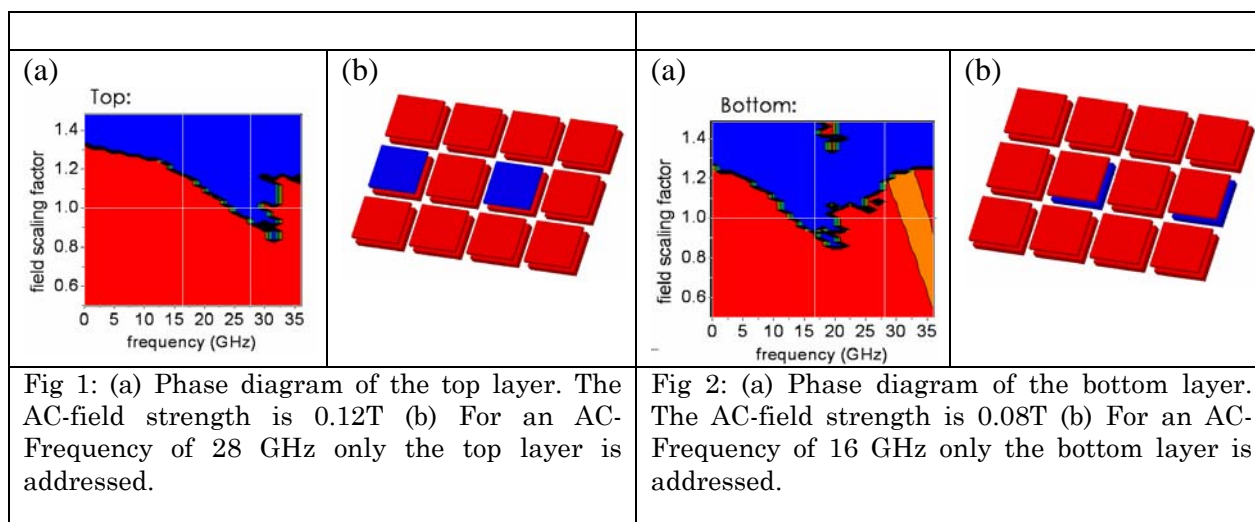 (a)
Top:
field scaling factor
1.4
1.2
1.0
0.8
0.6
0 5 10 15 20 25 30 35
frequency (GHz)
(b)
(a)
Bottom:
field scaling factor
1.4
1.2
1.0
0.8
0.6
0 5 10 15 20 25 30 35
frequency (GHz)
(b)
Fig 1: (a) Phase diagram of the top layer. The
AC-field strength is 0.12T (b) For an AC-
Frequency of 28 GHz only the top layer is
addressed.
Fig 2: (a) Phase diagram of the bottom layer.
The AC-field strength is 0.08T (b) For an AC-
Frequency of 16 GHz only the bottom layer is
addressed.